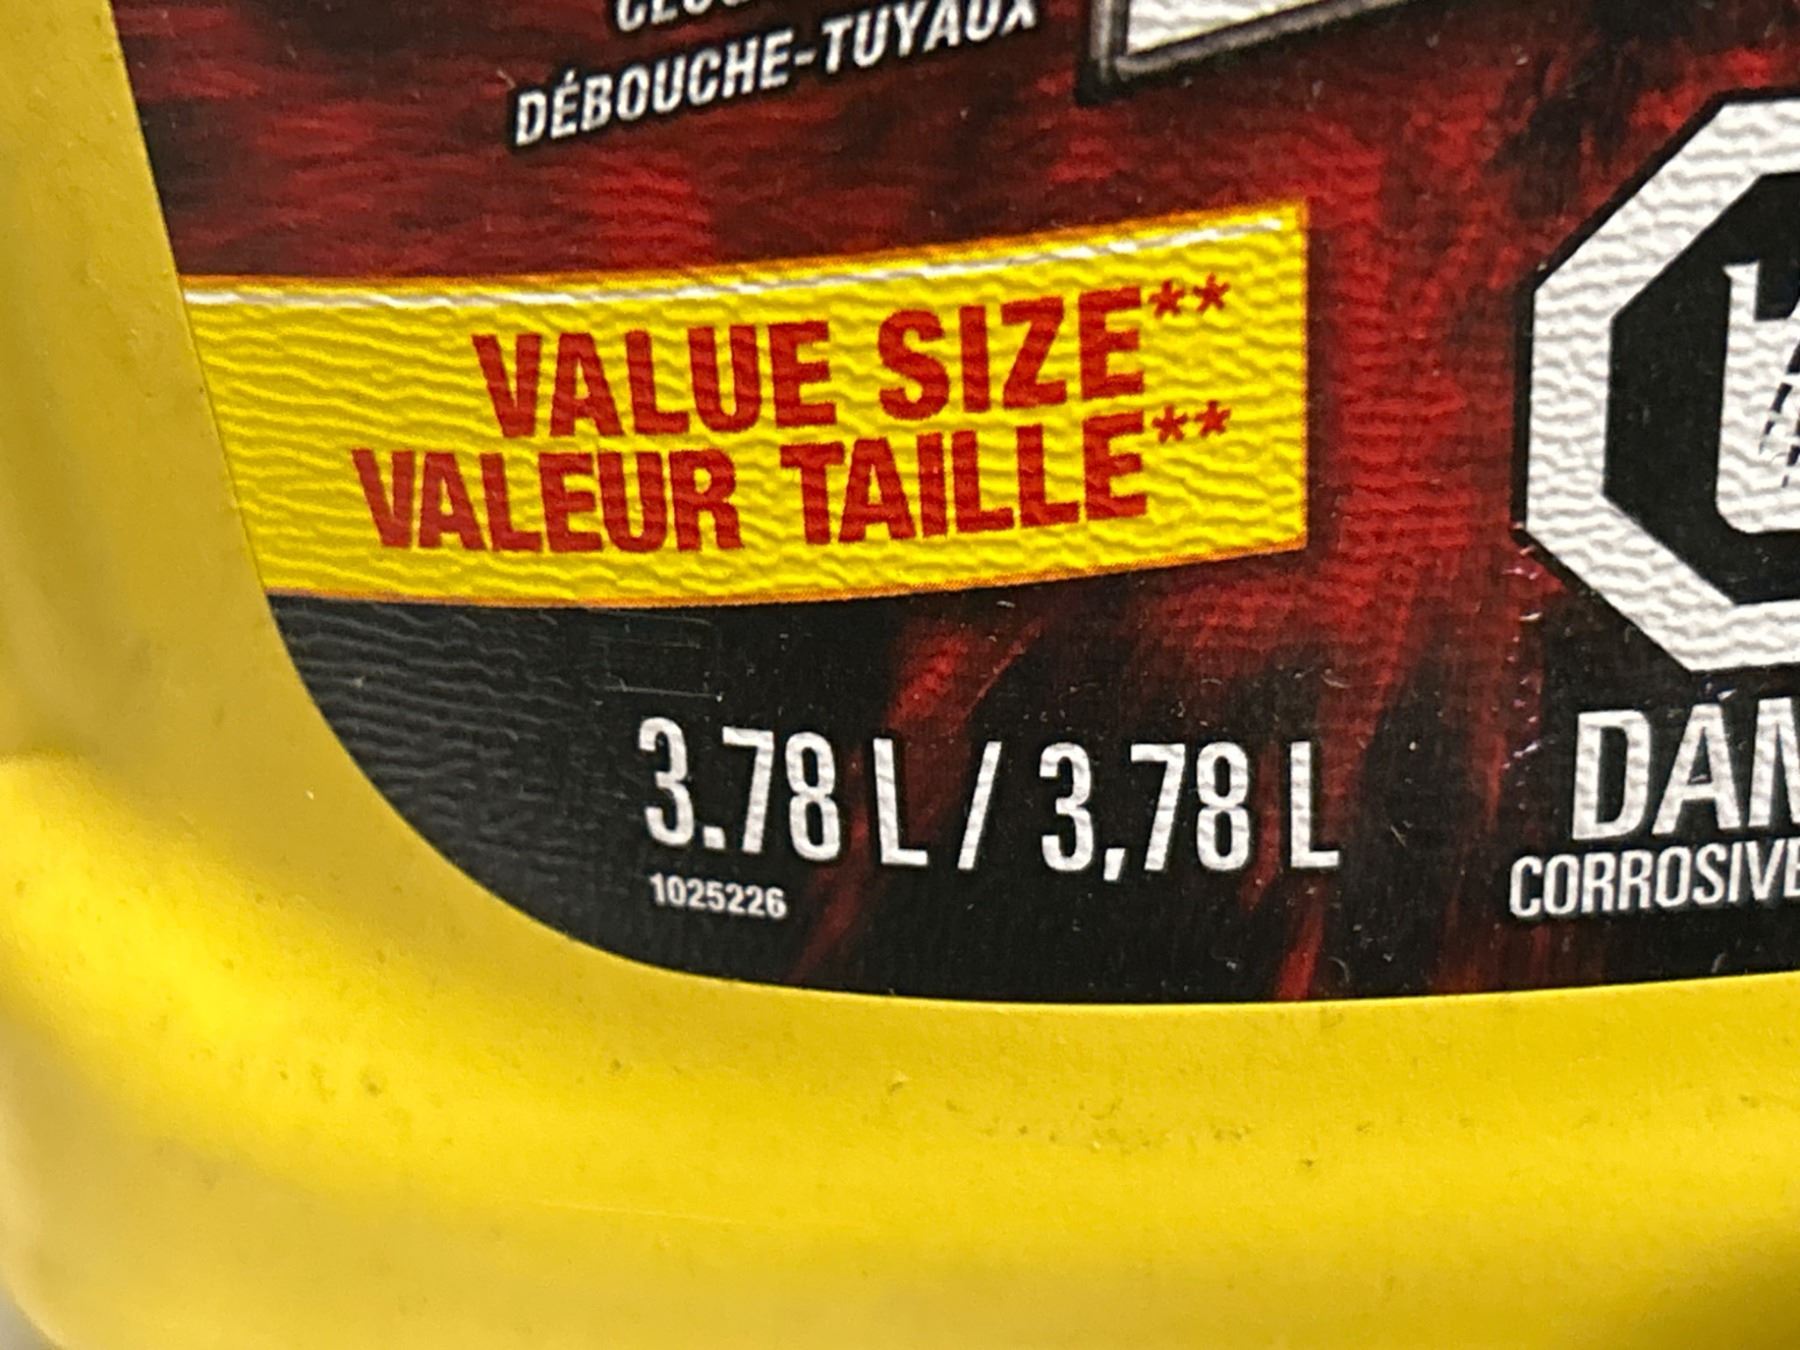 DÉBOUCHE-TUYAUX
VALUE SIZE**
VALEUR TAILLE**
3.78 L / 3,78 L
1025226
CORROSIVE